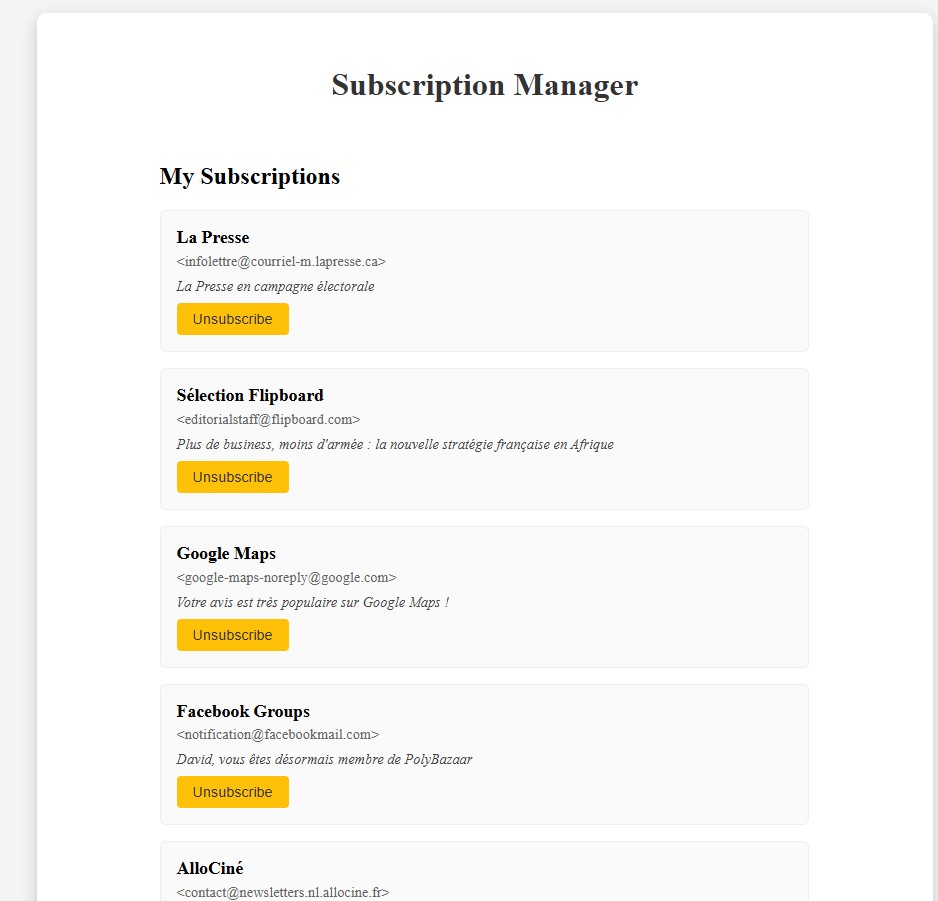 Subscription Manager
My Subscriptions
La Presse
<infolettre@courriel-m.lapresse.ca>
La Presse en campagne électorale
Unsubscribe
Sélection Flipboard
<editorialstaff@flipboard.com>
Plus de business, moins d'armée : la nouvelle stratégie française en Afrique
Unsubscribe
Google Maps
<google-maps-noreply@google.com>
Votre avis est très populaire sur Google Maps !
Unsubscribe
Facebook Groups
<notification@facebookmail.com>
David, vous êtes désormais membre de PolyBazaar
Unsubscribe
AlloCiné
<contact@newsletters.nl.allocine.fr>